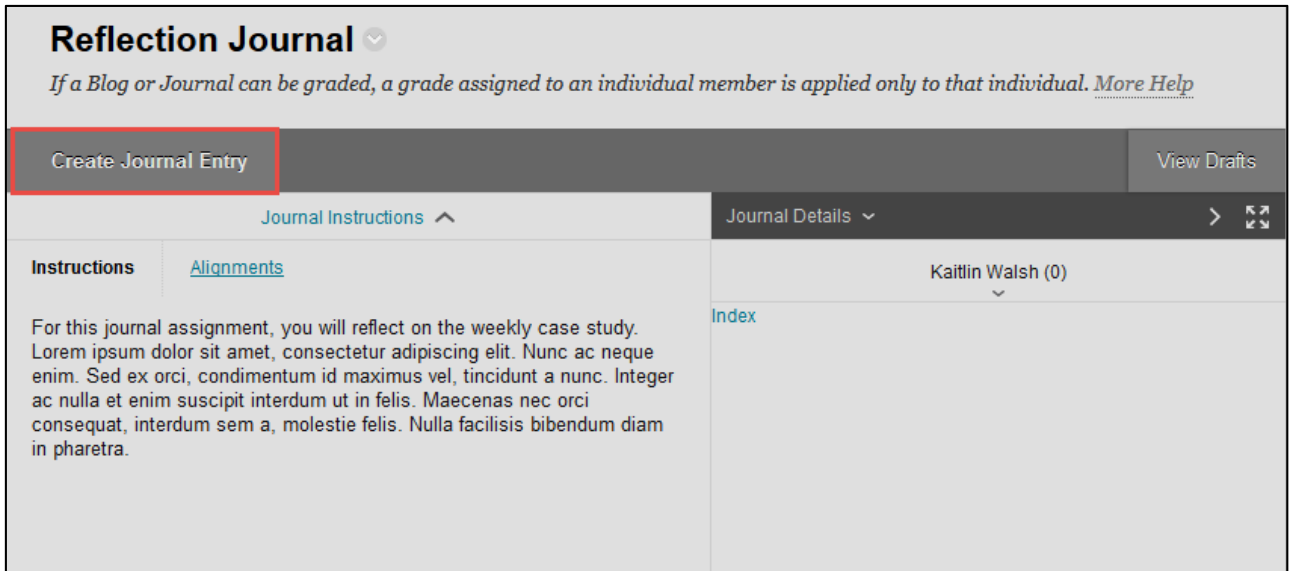 Reflection Journal
If a Blog or Journal can be graded, a grade assigned to an individual member is applied only to that individual. More Help
Create Journal Entry
View Drafts
Journal Instructions
Journal Details
Instructions
Alignments
Kaitlin Walsh (0)
Index
For this journal assignment, you will reflect on the weekly case study.
Lorem ipsum dolor sit amet, consectetur adipiscing elit. Nunc ac neque
enim. Sed ex orci, condimentum id maximus vel, tincidunt a nunc. Integer
ac nulla et enim suscipit interdum ut in felis. Maecenas nec orci
consequat, interdum sem a, molestie felis. Nulla facilisis bibendum diam
in pharetra.